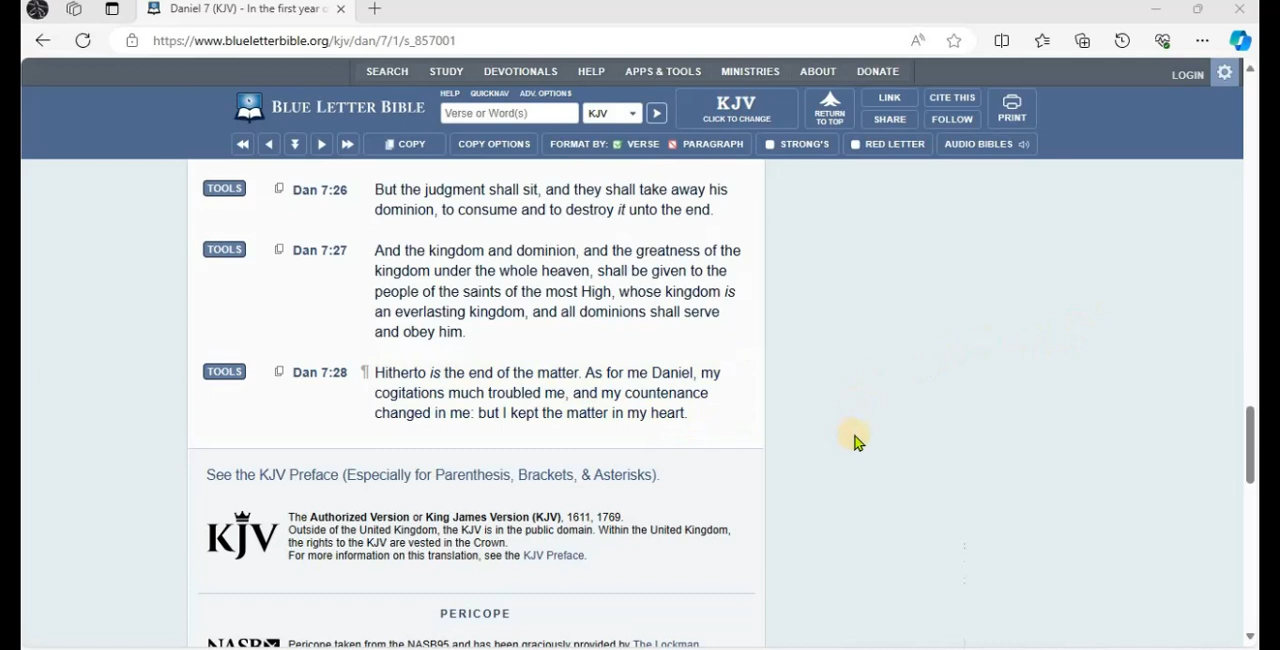 Daniel 7 (KJV) - In the first year o
https://www.blueletterbible.org/kjv/dan/7/1/s_857001
SEARCH STUDY DEVOTIONALS HELP APPS & TOOLS MINISTRIES ABOUT DONATE LOGIN
HELP QUICKNAV ADV. OPTIONS
BLUE LETTER BIBLE Verse or Word(s) KJV
KJV
CLICK TO CHANGE
RETURN
TO TOP
LINK CITE THIS
SHARE FOLLOW
PRINT
COPY COPY OPTIONS FORMAT BY: VERSE PARAGRAPH STRONG'S RED LETTER AUDIO BIBLES
TOOLS Dan 7:26 But the judgment shall sit, and they shall take away his
dominion, to consume and to destroy it unto the end.
TOOLS Dan 7:27 And the kingdom and dominion, and the greatness of the
kingdom under the whole heaven, shall be given to the
people of the saints of the most High, whose kingdom is
an everlasting kingdom, and all dominions shall serve
and obey him.
TOOLS Dan 7:28 ¶ Hitherto is the end of the matter. As for me Daniel, my
cogitations much troubled me, and my countenance
changed in me: but I kept the matter in my heart.
See the KJV Preface (Especially for Parenthesis, Brackets, & Asterisks).
KJV
The Authorized Version or King James Version (KJV), 1611, 1769.
Outside of the United Kingdom, the KJV is in the public domain. Within the United Kingdom,
the rights to the KJV are vested in the Crown.
For more information on this translation, see the KJV Preface.
PERICOPE
NASB Pericope taken from the NASB95 and has been graciously provided by The Lockman